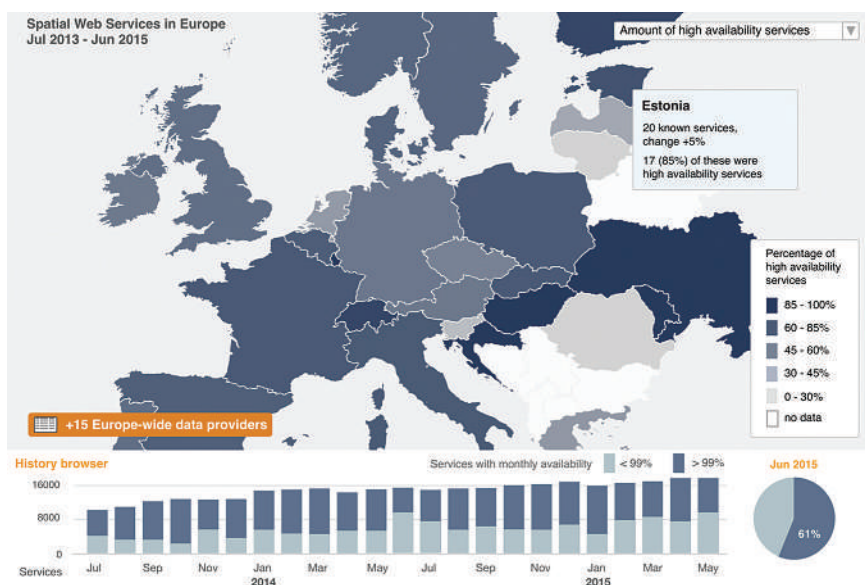 Spatial Web Services in Europe
Jul 2013 - Jun 2015
Amount of high availability services
Estonia
20 known services,
change +5%
17 (85%) of these were
high availability services
Percentage of
high availability
services
85 - 100%
60 - 85%
45 - 60%
30 - 45%
0 - 30%
no data
+15 Europe-wide data providers
History browser
Services with monthly availability < 99% > 99%
Jun 2015
16000
8000
0
61%
Services Jul Sep Nov Jan Mar May Jul Sep Nov Jan Mar May
2014 2015